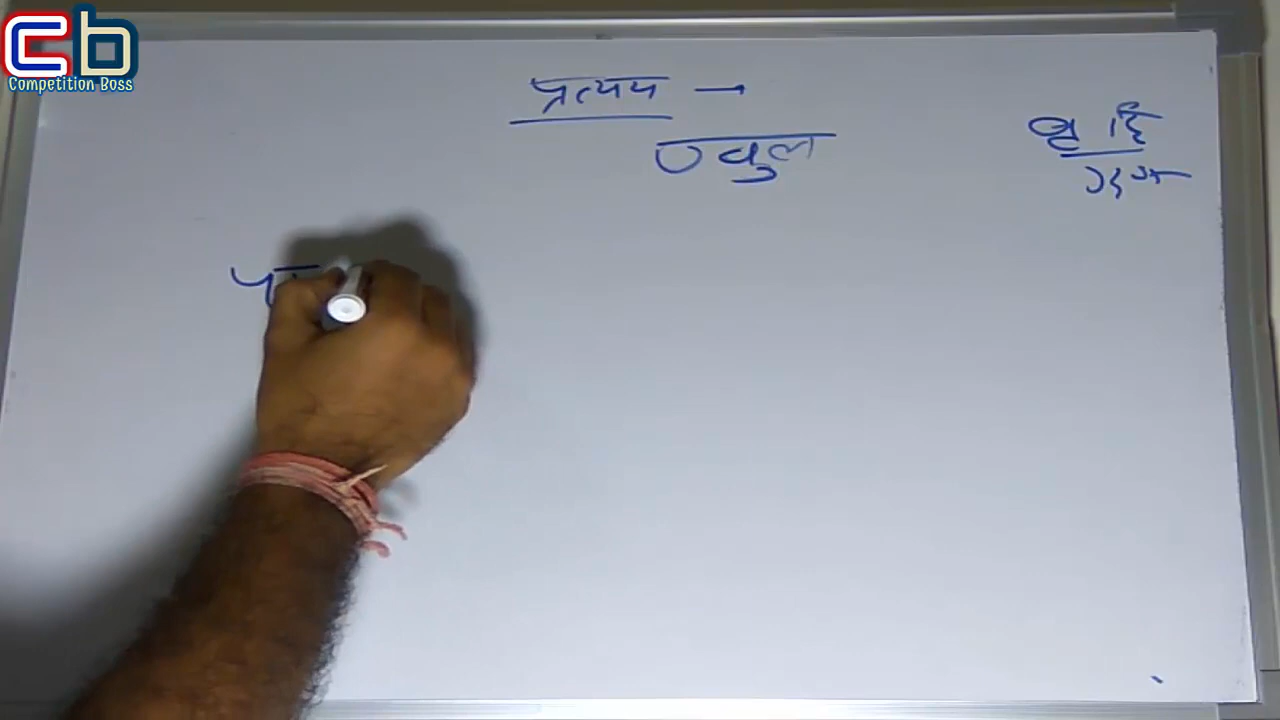 cb
Competition Boss
प्रत्यय →
ण्वुल
वृद्धि